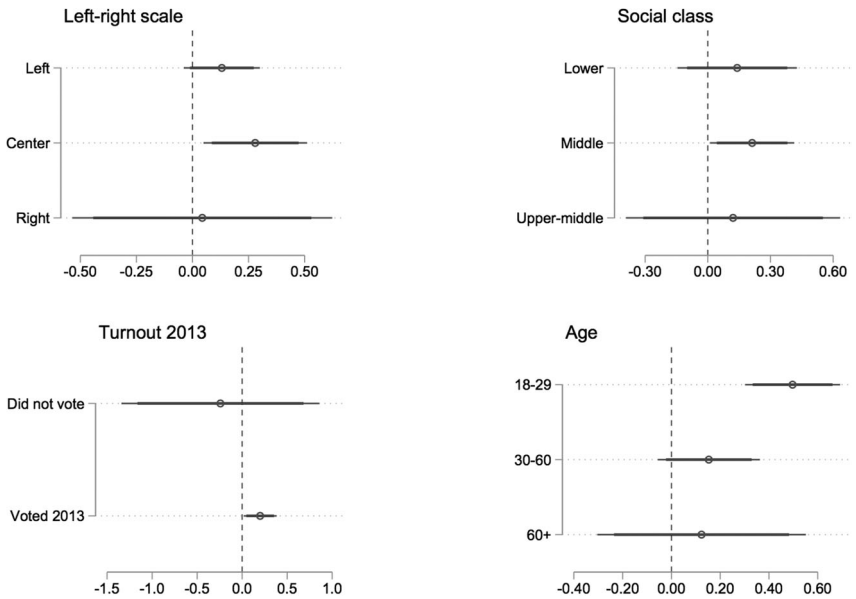 Left-right scale
Left
Center
Right
-0.50 -0.25 0.00 0.25 0.50
Social class
Lower
Middle
Upper-middle
-0.30 0.00 0.30 0.60
Turnout 2013
Did not vote
Voted 2013
-1.5 -1.0 -0.5 0.0 0.5 1.0
Age
18-29
30-60
60+
-0.40 -0.20 0.00 0.20 0.40 0.60